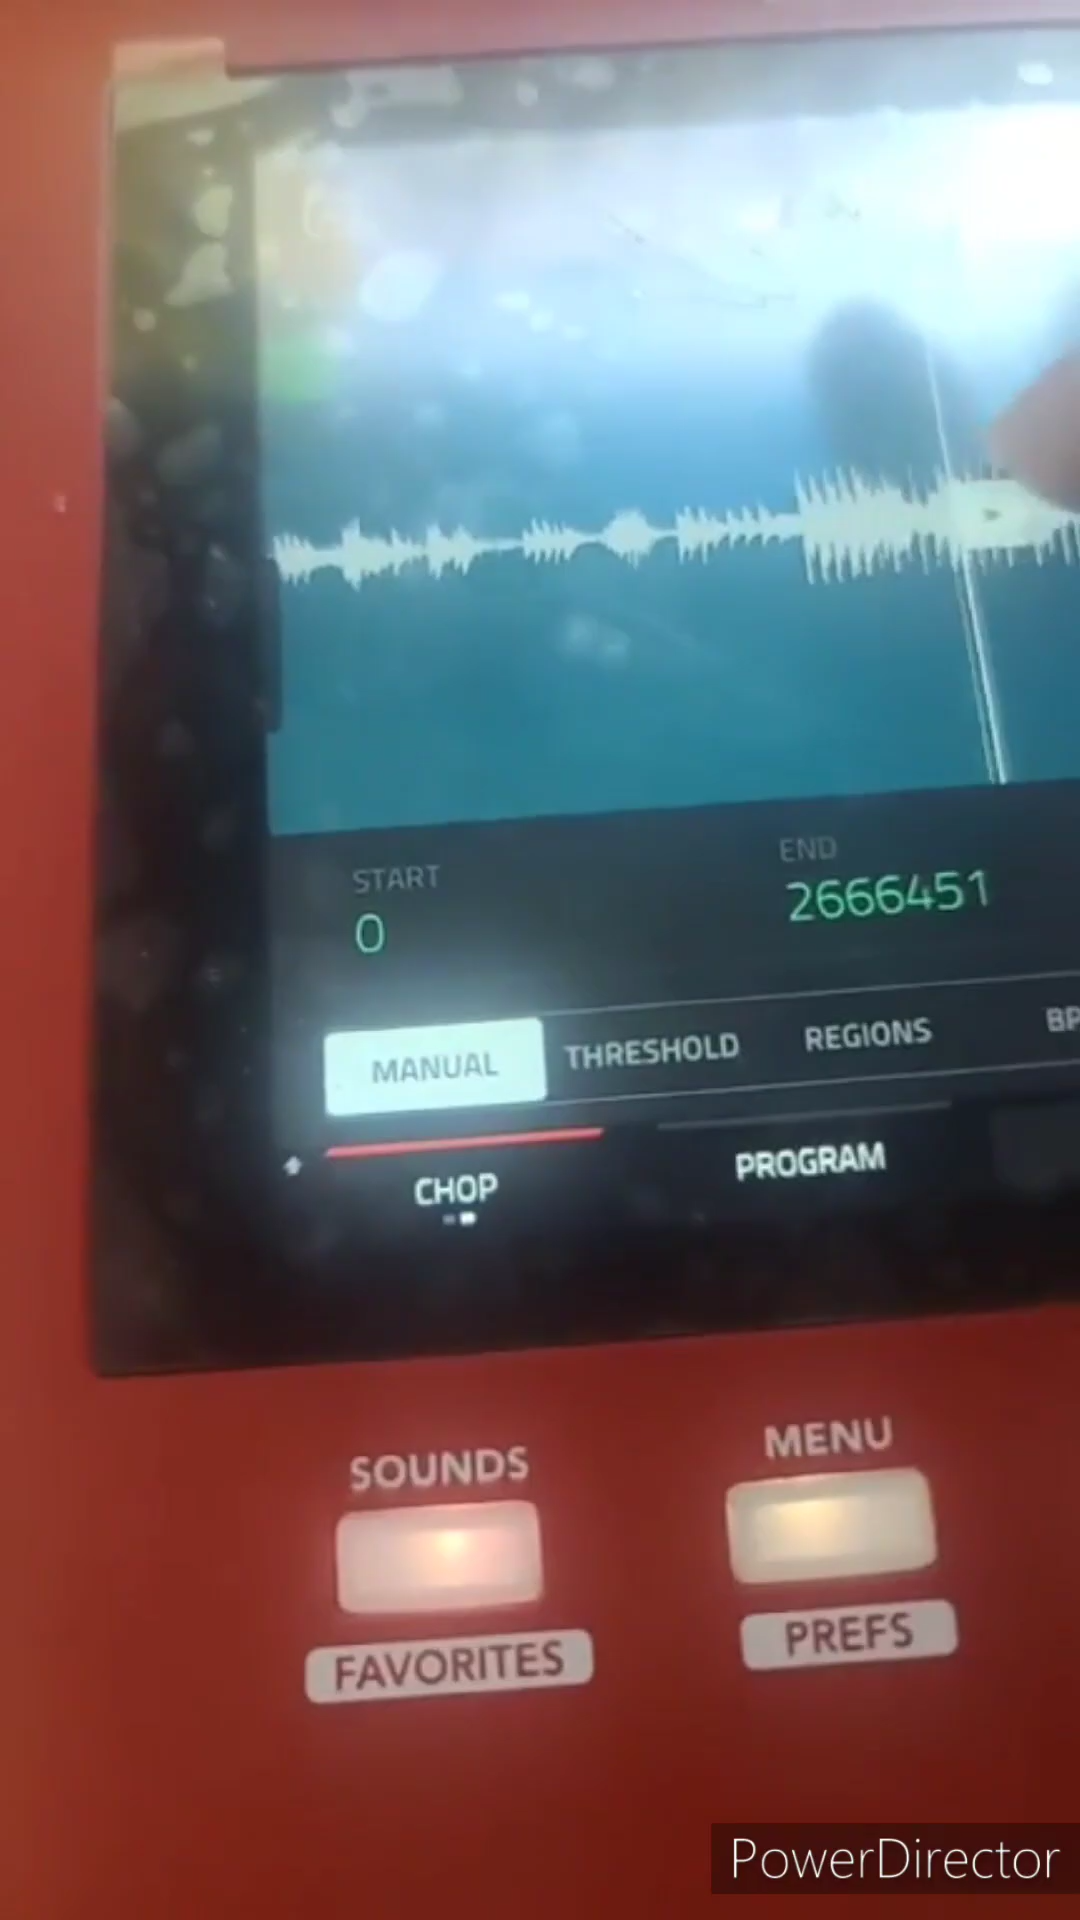 START
END
0
2666451
MANUAL
THRESHOLD
REGIONS
CHOP
PROGRAM
SOUNDS
MENU
FAVORITES
PREFS
PowerDirector